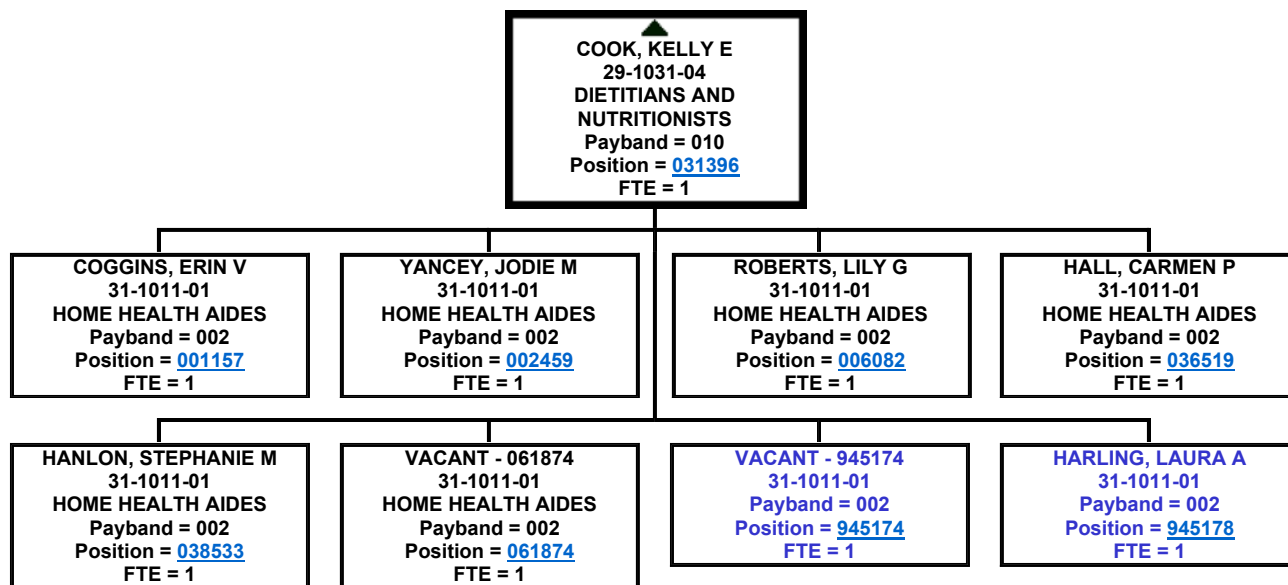 COOK, KELLY E
29-1031-04
DIETITIANS AND
NUTRITIONISTS
Payband = 010
Position = 031396
FTE = 1
COGGINS, ERIN V
31-1011-01
HOME HEALTH AIDES
Payband = 002
Position = 001157
FTE = 1
YANCEY, JODIE M
31-1011-01
HOME HEALTH AIDES
Payband = 002
Position = 002459
FTE = 1
ROBERTS, LILY G
31-1011-01
HOME HEALTH AIDES
Payband = 002
Position = 006082
FTE = 1
HALL, CARMEN P
31-1011-01
HOME HEALTH AIDES
Payband = 002
Position = 036519
FTE = 1
HANLON, STEPHANIE M
31-1011-01
HOME HEALTH AIDES
Payband = 002
Position = 038533
FTE = 1
VACANT - 061874
31-1011-01
HOME HEALTH AIDES
Payband = 002
Position = 061874
FTE = 1
VACANT - 945174
31-1011-01
Payband = 002
Position = 945174
FTE = 1
HARLING, LAURA A
31-1011-01
Payband = 002
Position = 945178
FTE = 1